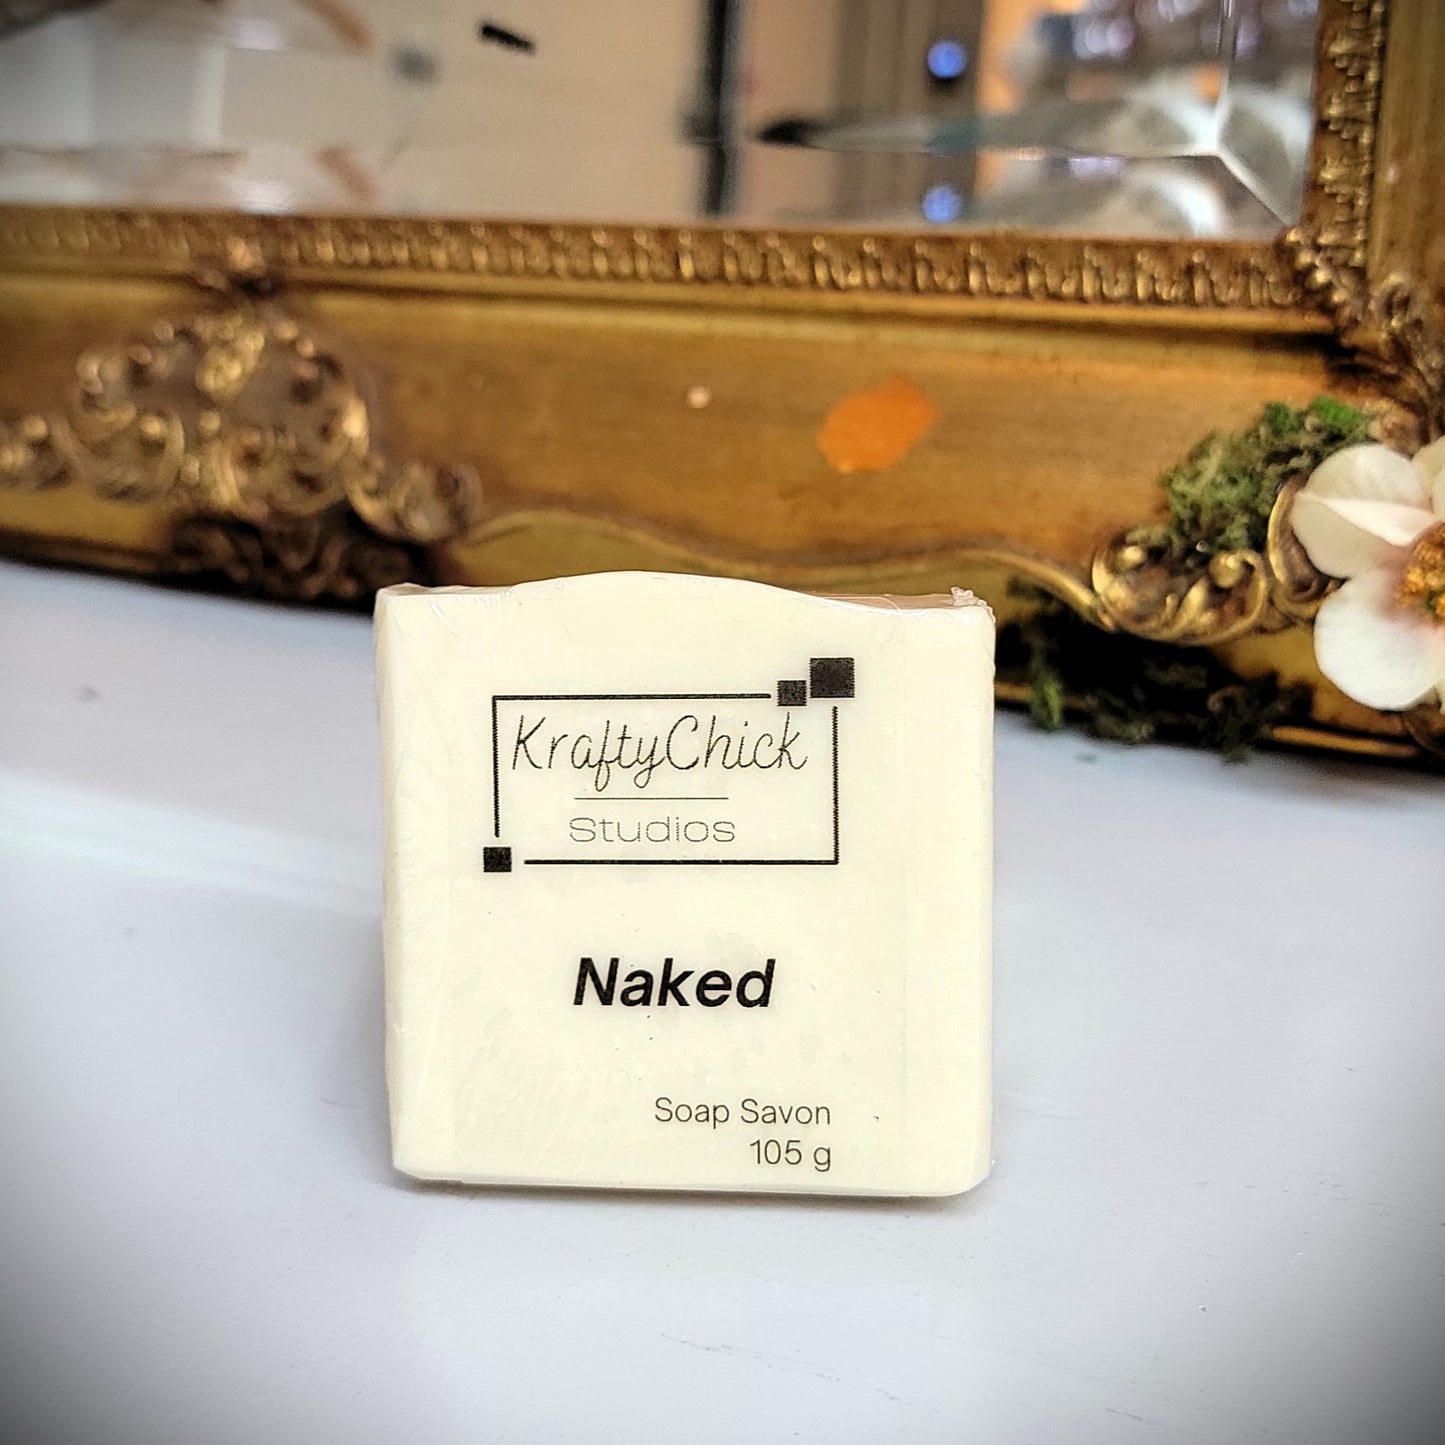 KraftyChick
Studios
Naked
Soap Savon
105 g